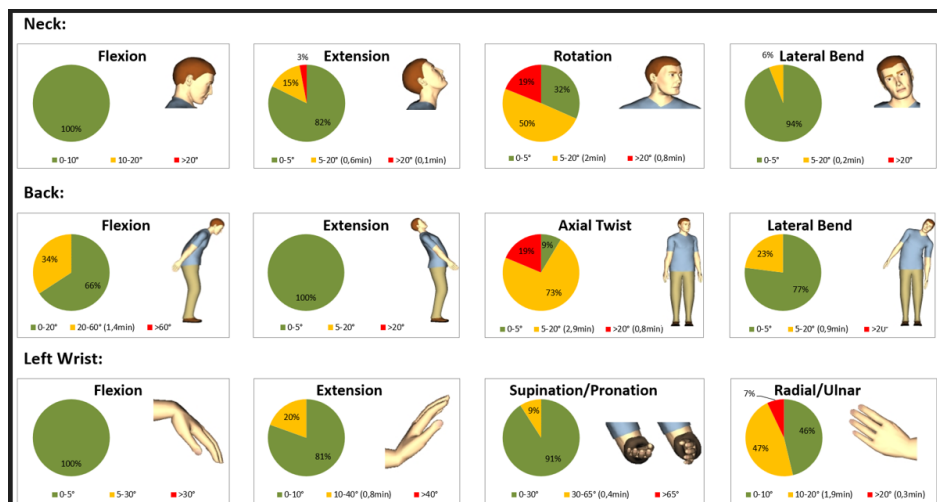 Neck:
Flexion
100%
0-10° 10-20° >20°
Extension
3%
15%
82%
0-5° 5-20° (0,6min) >20° (0,1min)
Rotation
19%
32%
50%
0-5° 5-20° (2min) >20° (0,8min)
Lateral Bend
6%
94%
0-5° 5-20° (0,2min) >20°
Back:
Flexion
34%
66%
0-20° 20-60° (1,4min) >60°
Extension
100%
0-5° 5-20° >20°
Axial Twist
19%
9%
73%
0-5° 5-20° (2,9min) >20° (0,8min)
Lateral Bend
23%
77%
0-5° 5-20° (0,9min) >20°
Left Wrist:
Flexion
100%
0-5° 5-30° >30°
Extension
20%
81%
0-10° 10-40° (0,8min) >40°
Supination/Pronation
9%
91%
0-30° 30-65° (0,4min) >65°
Radial/Ulnar
7%
46%
47%
0-10° 10-20° (1,9min) >20° (0,3min)